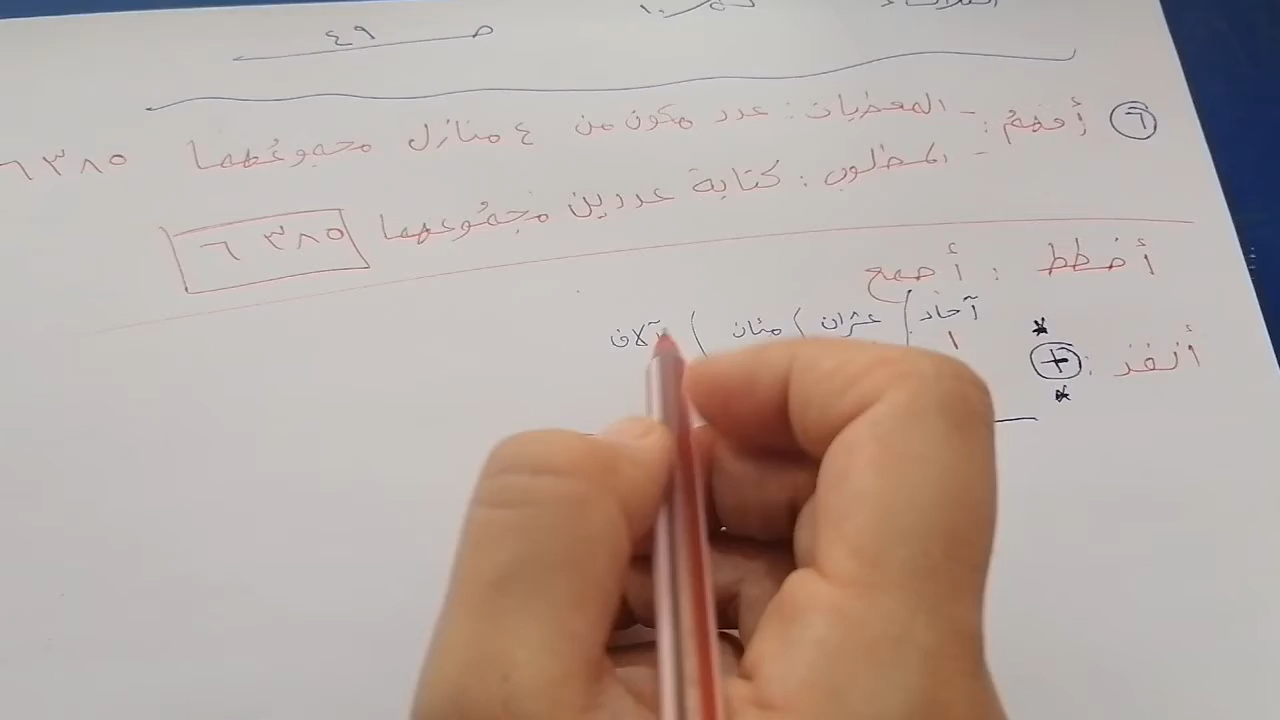 ص ٤٩
٦ أفهم : - المعطيات : عدد مكون من ٤ منازل مجموعهما ٦٣٨٥
- المطلوب : كتابة عددين مجموعهما ٦٣٨٥
أخطط : أجمع
آحاد عشرات مئات آلاف
أنفذ : + ١